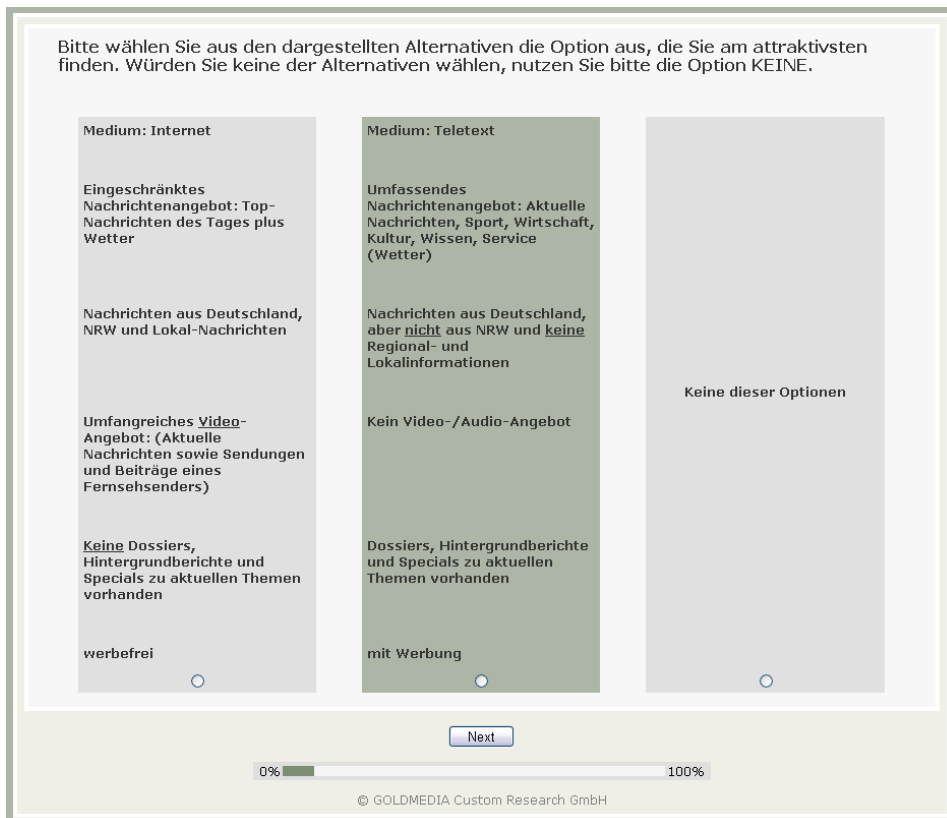 Bitte wählen Sie aus den dargestellten Alternativen die Option aus, die Sie am attraktivsten
finden. Würden Sie keine der Alternativen wählen, nutzen Sie bitte die Option KEINE.
Medium: Internet
Eingeschränktes
Nachrichtenangebot: Top-
Nachrichten des Tages plus
Wetter
Nachrichten aus Deutschland,
NRW und Lokal-Nachrichten
Umfangreiches Video-
Angebot: (Aktuelle
Nachrichten sowie Sendungen
und Beiträge eines
Fernsehsenders)
Keine Dossiers,
Hintergrundberichte und
Specials zu aktuellen Themen
vorhanden
werbefrei
Medium: Teletext
Umfassendes
Nachrichtenangebot: Aktuelle
Nachrichten, Sport, Wirtschaft,
Kultur, Wissen, Service
(Wetter)
Nachrichten aus Deutschland,
aber nicht aus NRW und keine
Regional- und
Lokalinformationen
Kein Video-/Audio-Angebot
Dossiers, Hintergrundberichte
und Specials zu aktuellen
Themen vorhanden
mit Werbung
Keine dieser Optionen
Next
0% 100%
© GOLDMEDIA Custom Research GmbH